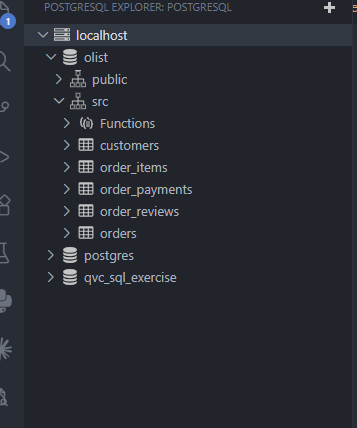 POSTGRESQL EXPLORER: POSTGRESQL
1
localhost
olist
public
src
Functions
customers
order_items
order_payments
order_reviews
orders
postgres
qvc_sql_exercise